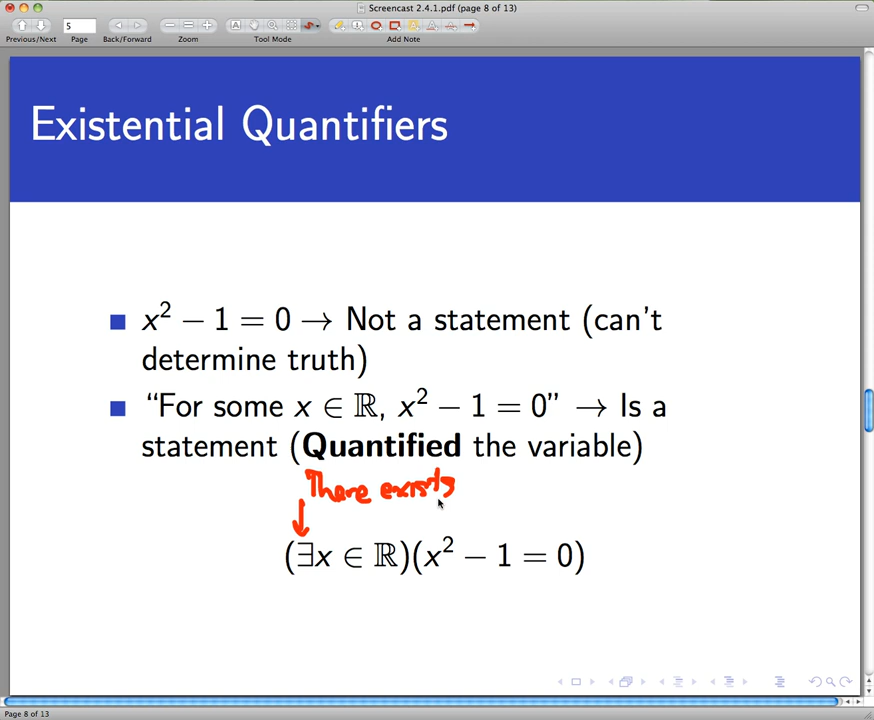 Screencast 2.4.1.pdf (page 8 of 13)
5
Previous/Next Page Back/Forward Zoom Tool Mode Add Note
Existential Quantifiers
x² − 1 = 0 → Not a statement (can't
determine truth)
“For some x ∈ ℝ, x² − 1 = 0” → Is a
statement (Quantified the variable)
There exists
(∃x ∈ ℝ)(x² − 1 = 0)
Page 8 of 13